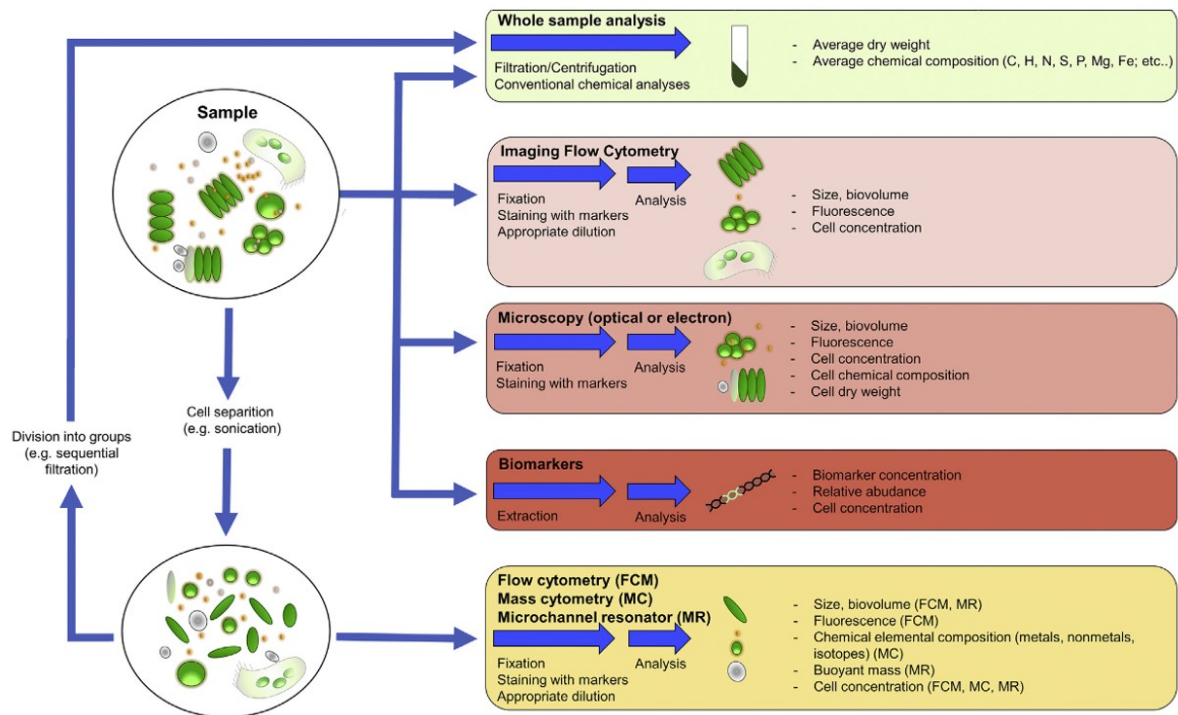 Whole sample analysis
Filtration/Centrifugation
Conventional chemical analyses
- Average dry weight
- Average chemical composition (C, H, N, S, P, Mg, Fe; etc..)
Sample
Imaging Flow Cytometry
Fixation
Staining with markers
Appropriate dilution
Analysis
- Size, biovolume
- Fluorescence
- Cell concentration
Microscopy (optical or electron)
Fixation
Staining with markers
Analysis
- Size, biovolume
- Fluorescence
- Cell concentration
- Cell chemical composition
- Cell dry weight
Division into groups
(e.g. sequential
filtration)
Cell separition
(e.g. sonication)
Biomarkers
Extraction
Analysis
- Biomarker concentration
- Relative abudance
- Cell concentration
Flow cytometry (FCM)
Mass cytometry (MC)
Microchannel resonator (MR)
Fixation
Staining with markers
Appropriate dilution
Analysis
- Size, biovolume (FCM, MR)
- Fluorescence (FCM)
- Chemical elemental composition (metals, nonmetals,
isotopes) (MC)
- Buoyant mass (MR)
- Cell concentration (FCM, MC, MR)